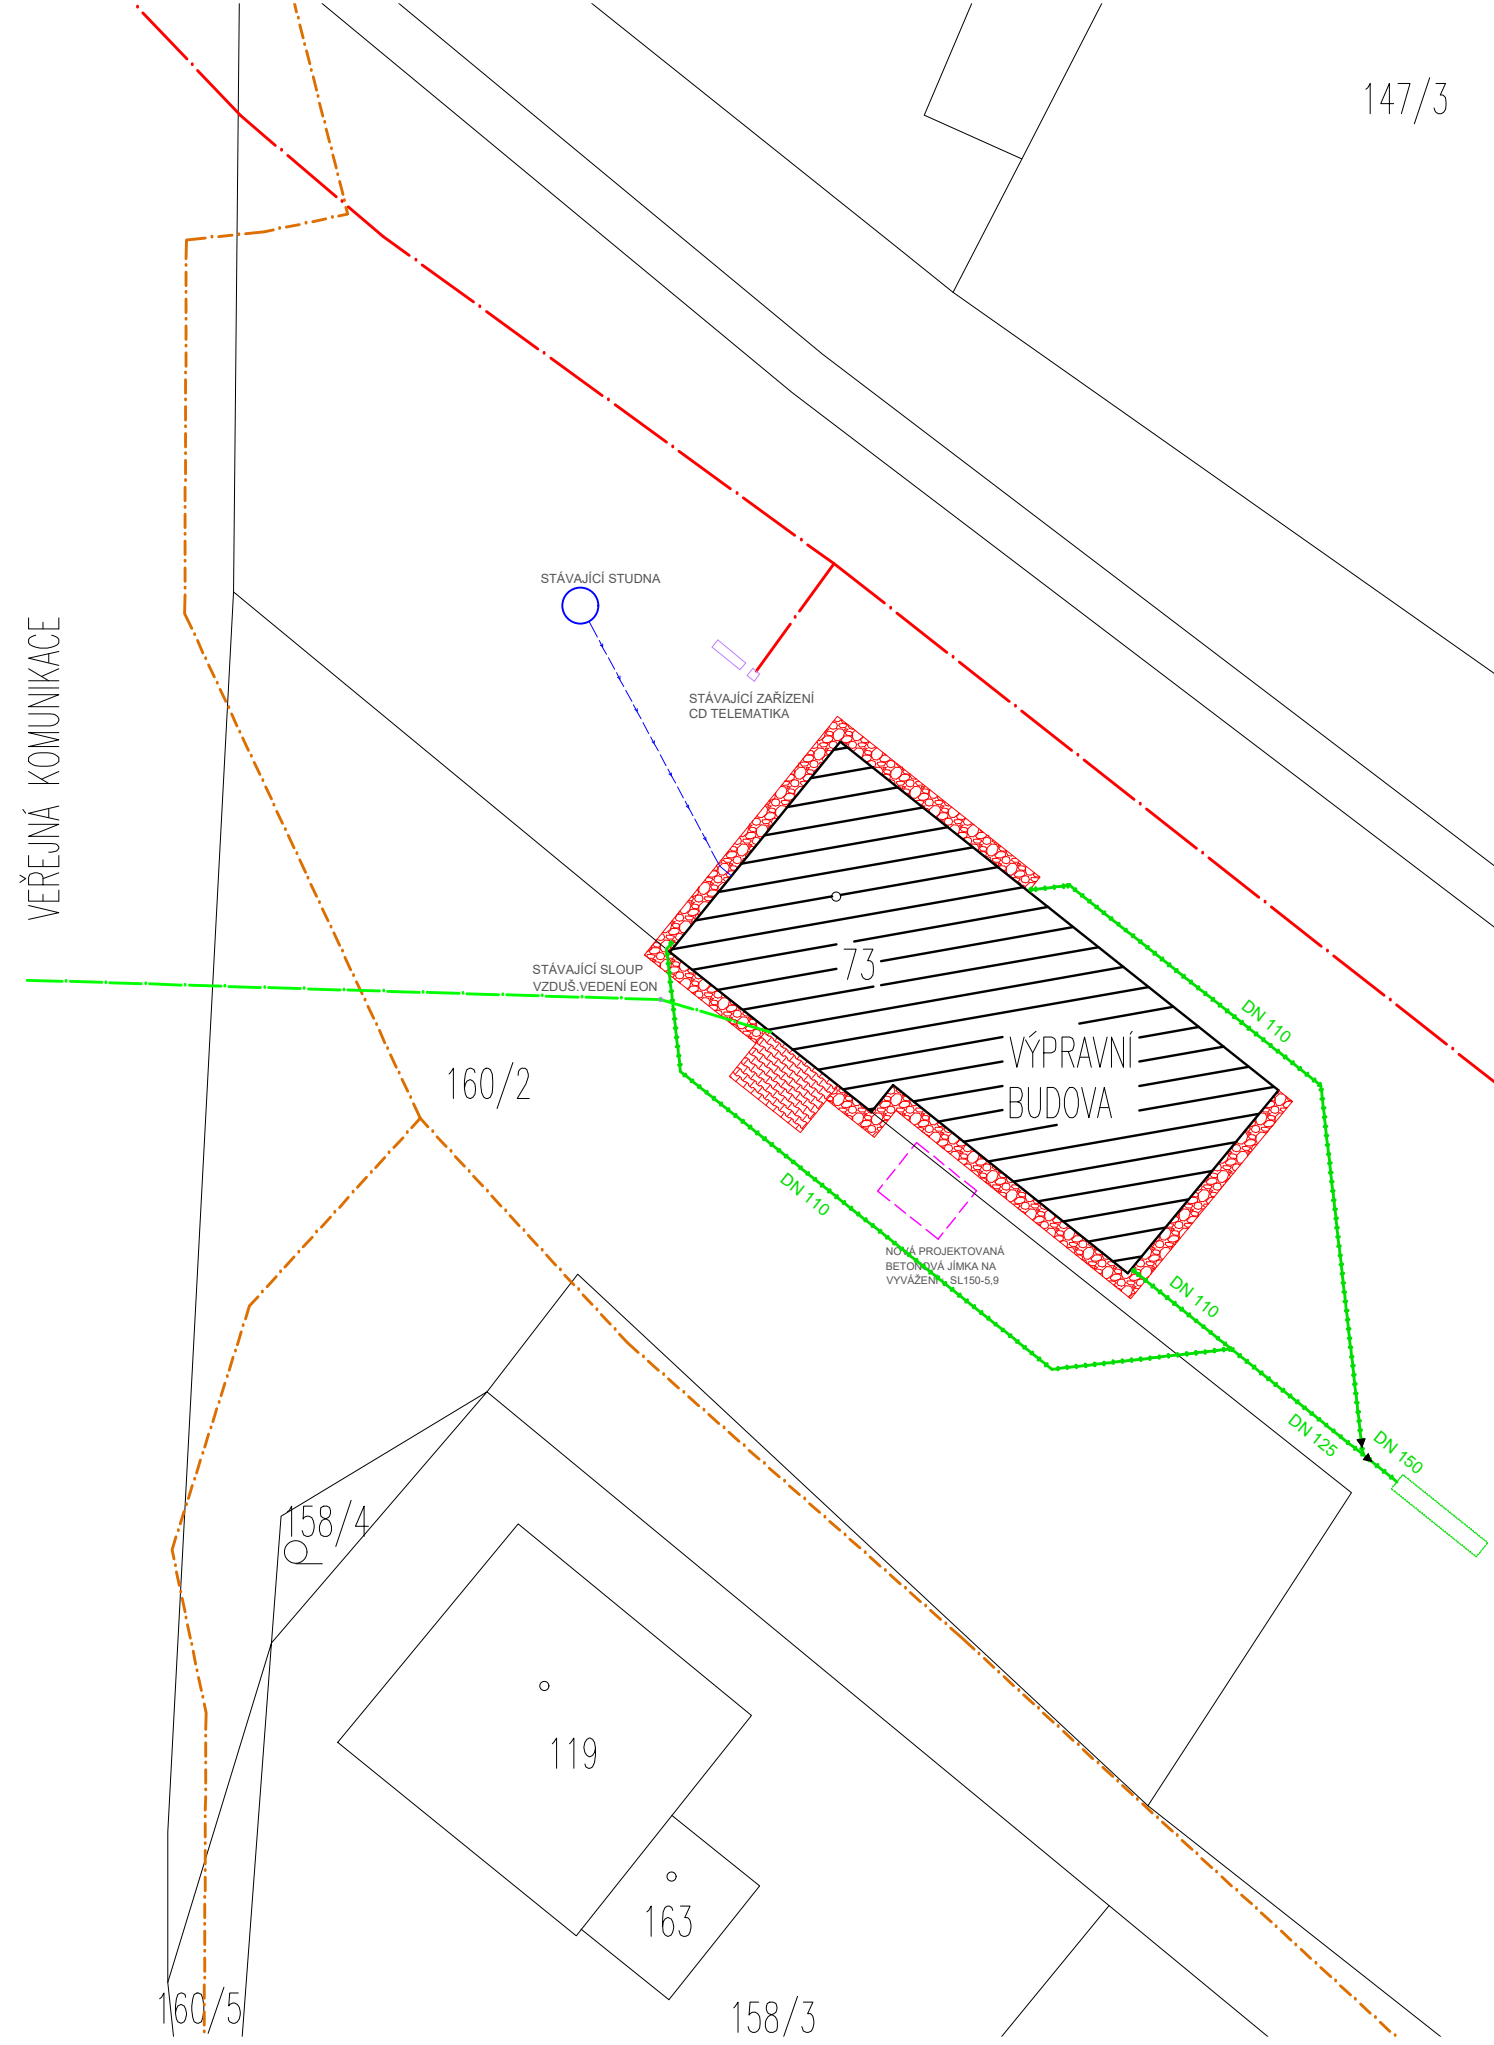 147/3
STÁVAJÍCÍ STUDNA
VEŘEJNÁ KOMUNIKACE
STÁVAJÍCÍ ZAŘÍZENÍ
CD TELEMATIKA
73
STÁVAJÍCÍ SLOUP
VZDUŠ.VEDENÍ EON
DN 110
VÝPRAVNÍ
BUDOVA
160/2
DN 110
NOVÁ PROJEKTOVANÁ
BETONOVÁ JÍMKA NA
VYVÁŽENÍ - SL150-5,9
DN 110
DN 125
DN 150
158/4
119
163
160/5
158/3